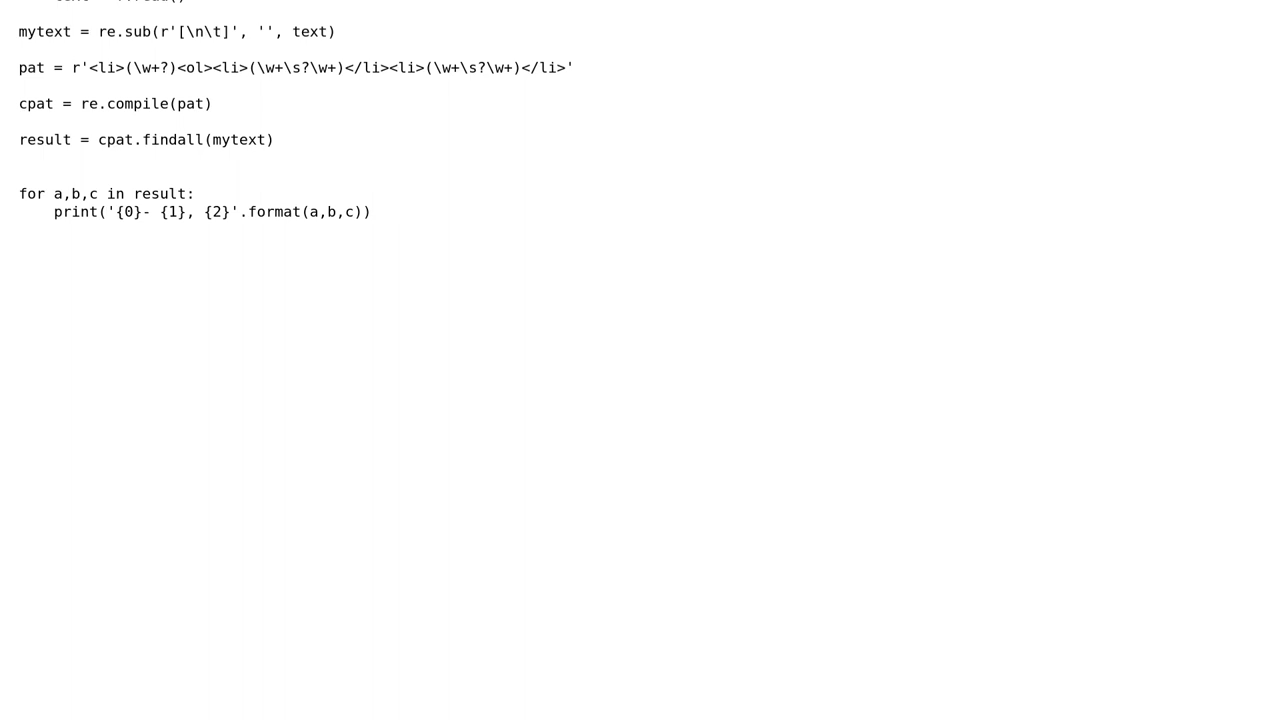 mytext = re.sub(r'[\n\t]', '', text)
pat = r'<li>(\w+?)<ol><li>(\w+\s?\w+)</li><li>(\w+\s?\w+)</li>'
cpat = re.compile(pat)
result = cpat.findall(mytext)
for a,b,c in result:
    print('{0}- {1}, {2}'.format(a,b,c))